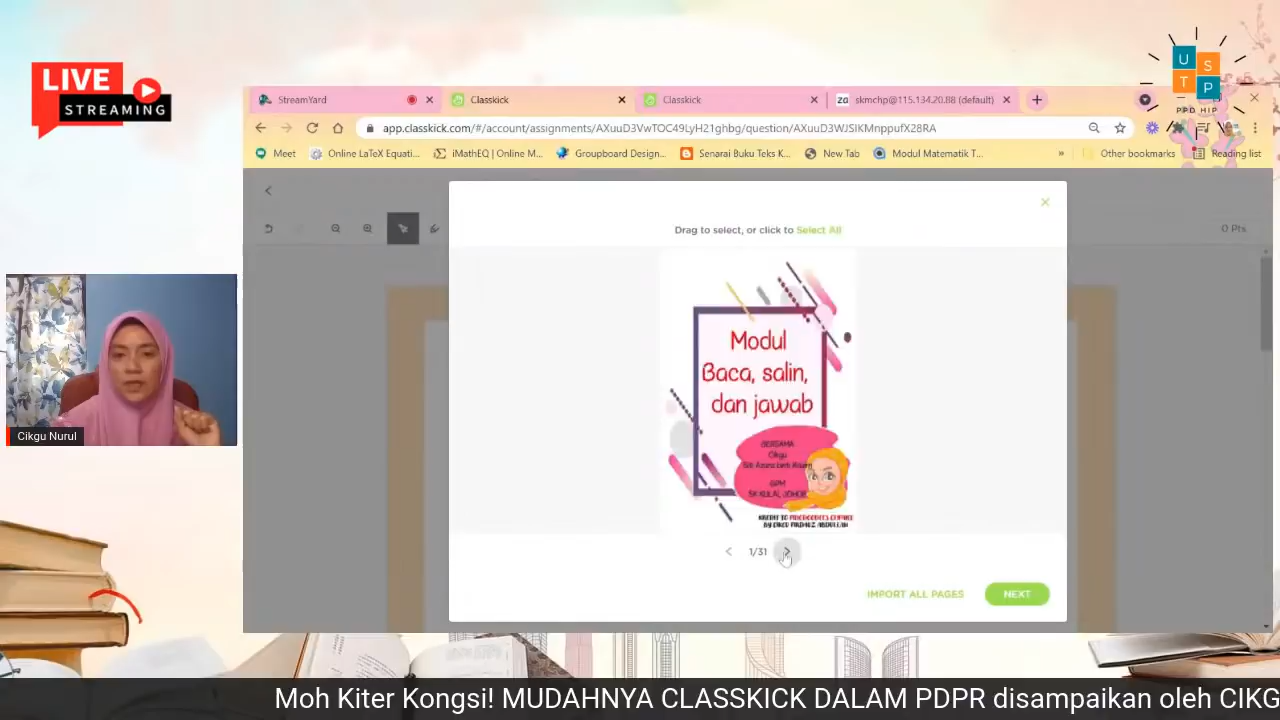 LIVE
STREAMING
U S
T P
PPD HIP
StreamYard
Classkick
Classkick
za skmchp@115.134.20.88 (default)
app.classkick.com/#/account/assignments/AXuuD3VwTOC49LyH21ghbg/question/AXuuD3WJSIKMnppufX28RA
Meet
Online LaTeX Equati...
iMathEQ | Online M...
Groupboard Design...
Senarai Buku Teks K...
New Tab
Modul Matematik T...
»
Other bookmarks
Reading list
0 Pts
Drag to select, or click to Select All
Modul
Baca, salin,
dan jawab
BERSAMA
Cikgu
GPM
1/31
IMPORT ALL PAGES
NEXT
Cikgu Nurul
Moh Kiter Kongsi! MUDAHNYA CLASSKICK DALAM PDPR disampaikan oleh CIKG